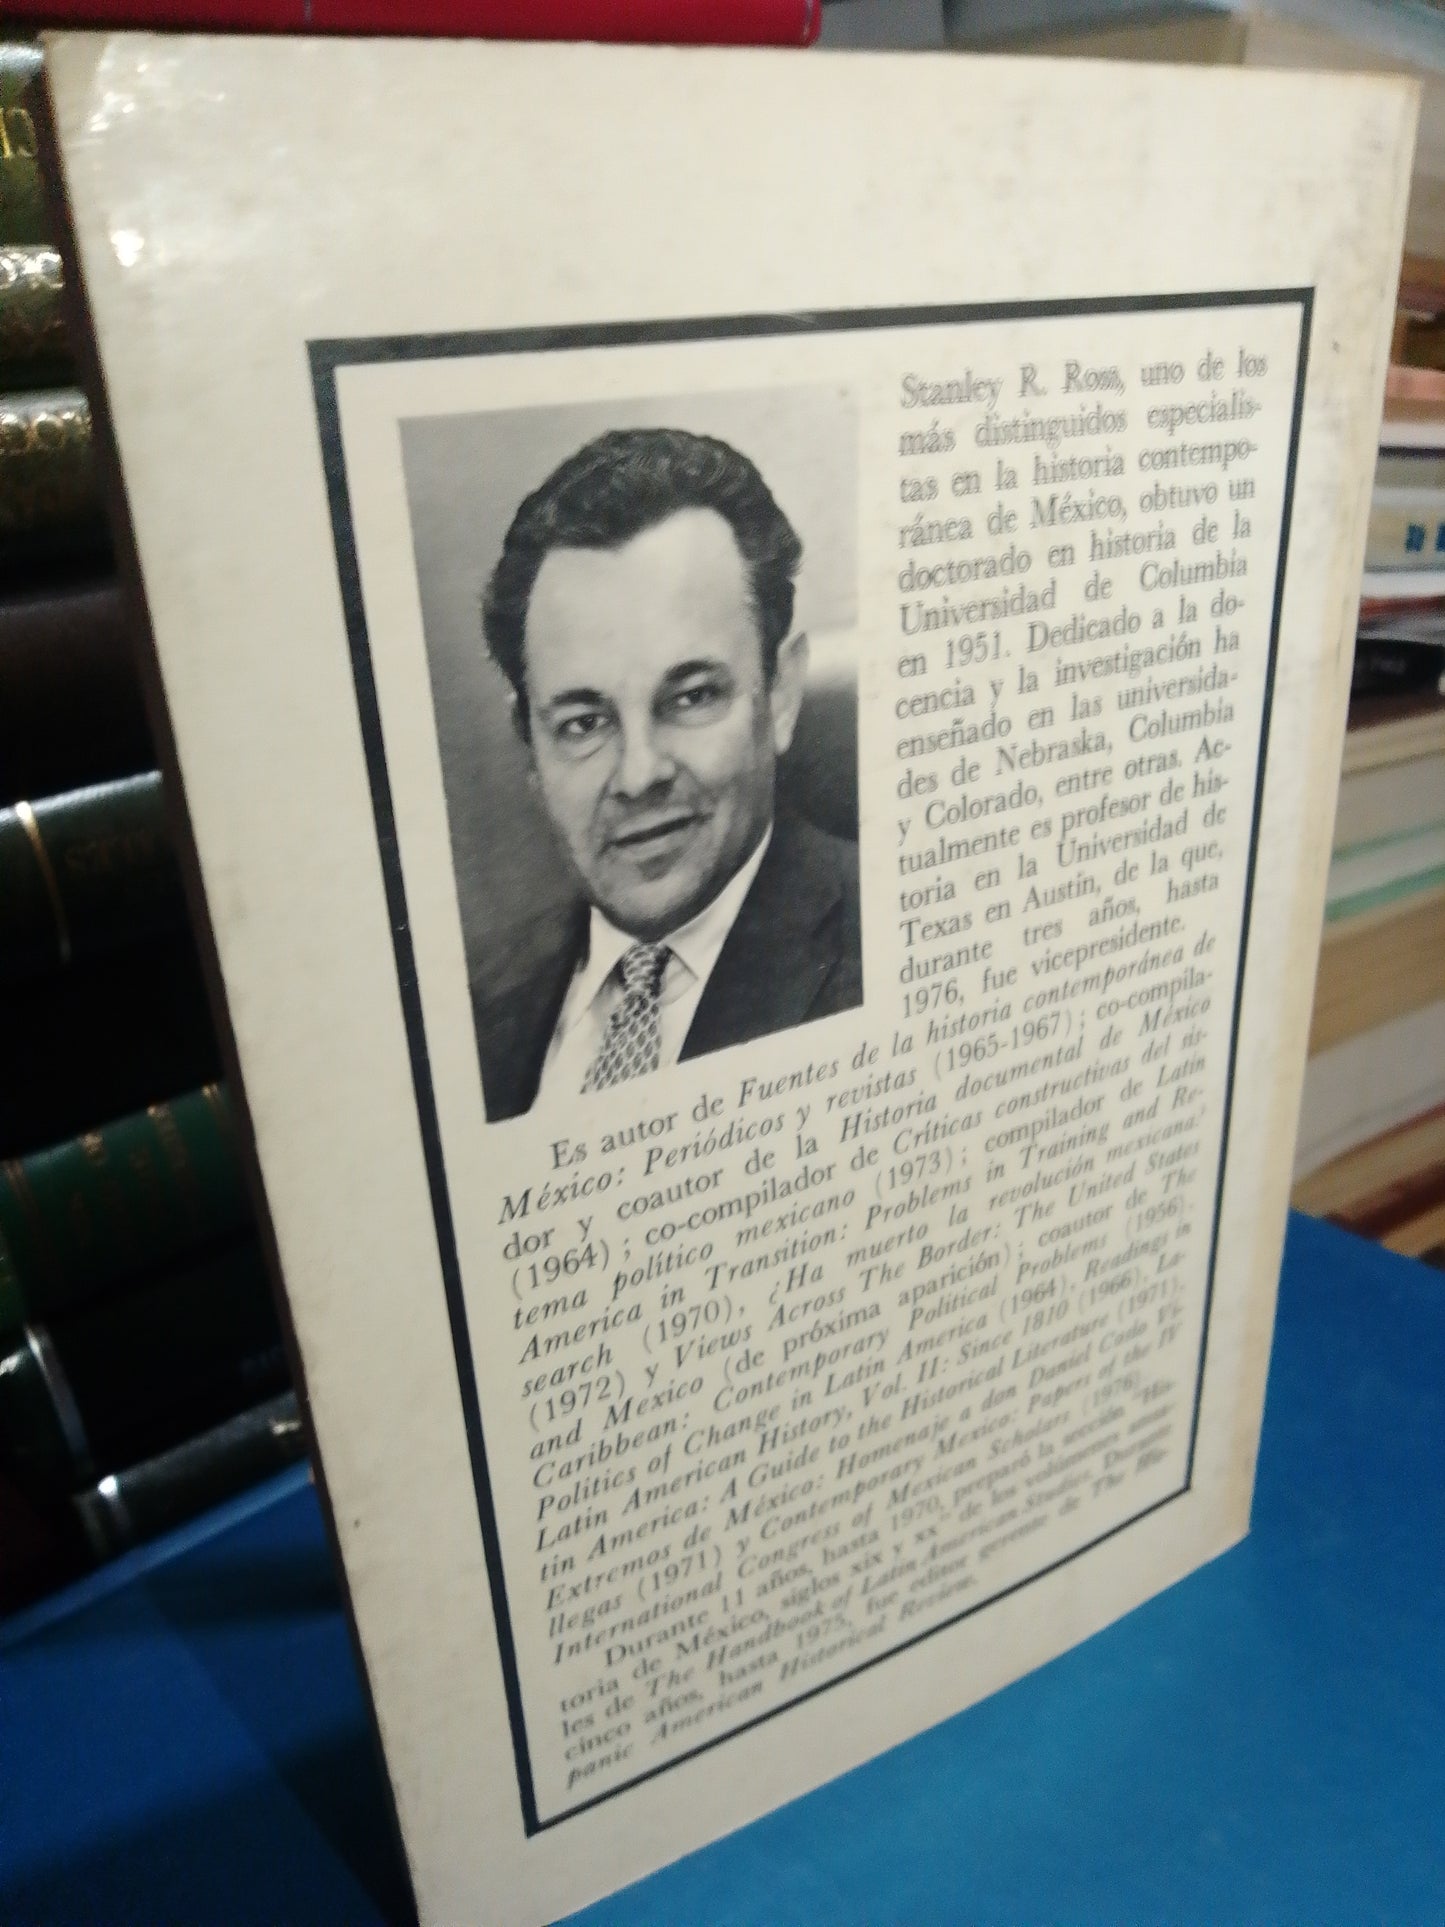 Stanley R. Ross, uno de los
más distinguidos especialis-
tas en la historia contempo-
ránea de México, obtuvo un
doctorado en historia de la
Universidad de Columbia
en 1951. Dedicado a la do-
cencia y la investigación ha
enseñado en las universida-
des de Nebraska, Columbia
y Colorado, entre otras. Ac-
tualmente es profesor de his-
toria en la Universidad de
Texas en Austin, de la que,
durante tres años, hasta
1976, fue vicepresidente.
Es autor de Fuentes de la historia contemporánea de
México: Periódicos y revistas (1965-1967); co-compila-
dor y coautor de la Historia documental de México
(1964); co-compilador de Críticas constructivas del sis-
tema político mexicano (1973); compilador de Latin
America in Transition: Problems in Training and Re-
search (1970), ¿Ha muerto la revolución mexicana?
(1972) y Views Across The Border: The United States
and Mexico (de próxima aparición); coautor de The
Caribbean: Contemporary Political Problems (1956),
Politics of Change in Latin America (1964), Readings in
Latin American History, Vol. II: Since 1810 (1966), La-
tin America: A Guide to the Historical Literature (1971),
Extremos de México: Homenaje a don Daniel Cosío Vi-
llegas (1971) y Contemporary Mexico: Papers of the IV
International Congress of Mexican Scholars (1976).
Durante 11 años, hasta 1970, preparó la sección "His-
toria de México, siglos xix y xx" de los volúmenes anua-
les de The Handbook of Latin American Studies. Durante
cinco años, hasta 1975, fue editor gerente de The His-
panic American Historical Review.